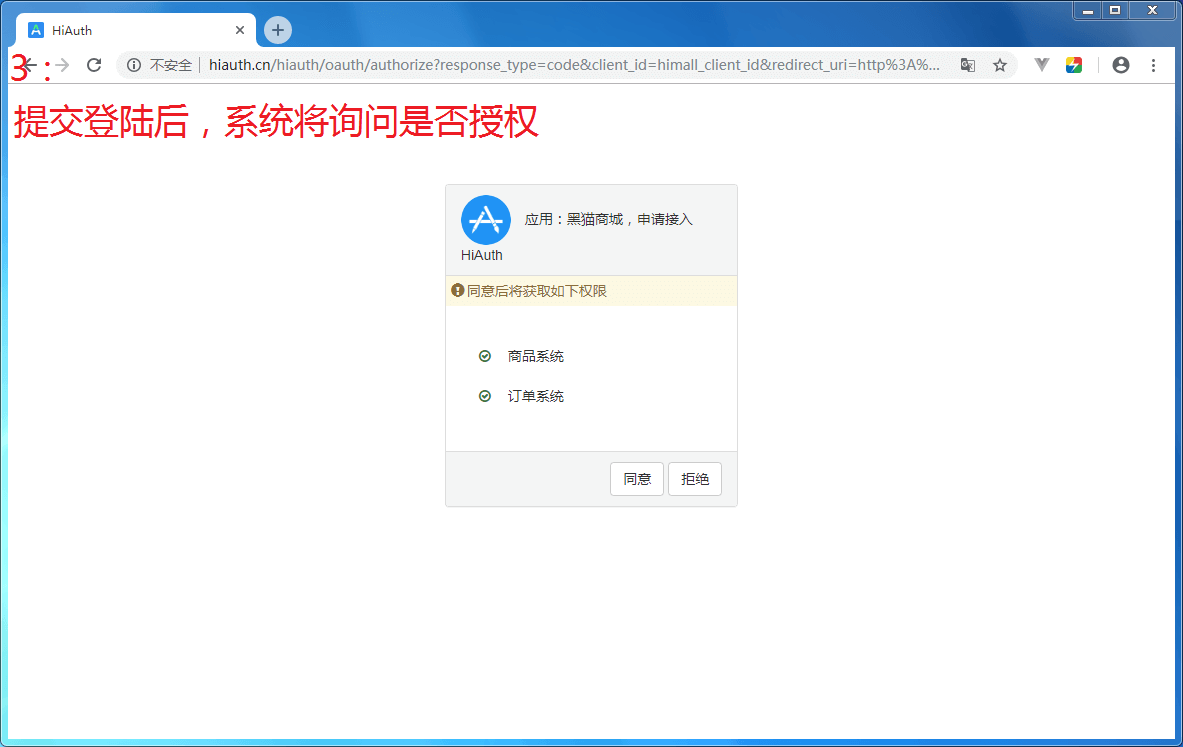 HiAuth
3：
不安全 | hiauth.cn/hiauth/oauth/authorize?response_type=code&client_id=himall_client_id&redirect_uri=http%3A%...
提交登陆后，系统将询问是否授权
应用：黑猫商城，申请接入
HiAuth
同意后将获取如下权限
商品系统
订单系统
同意 拒绝